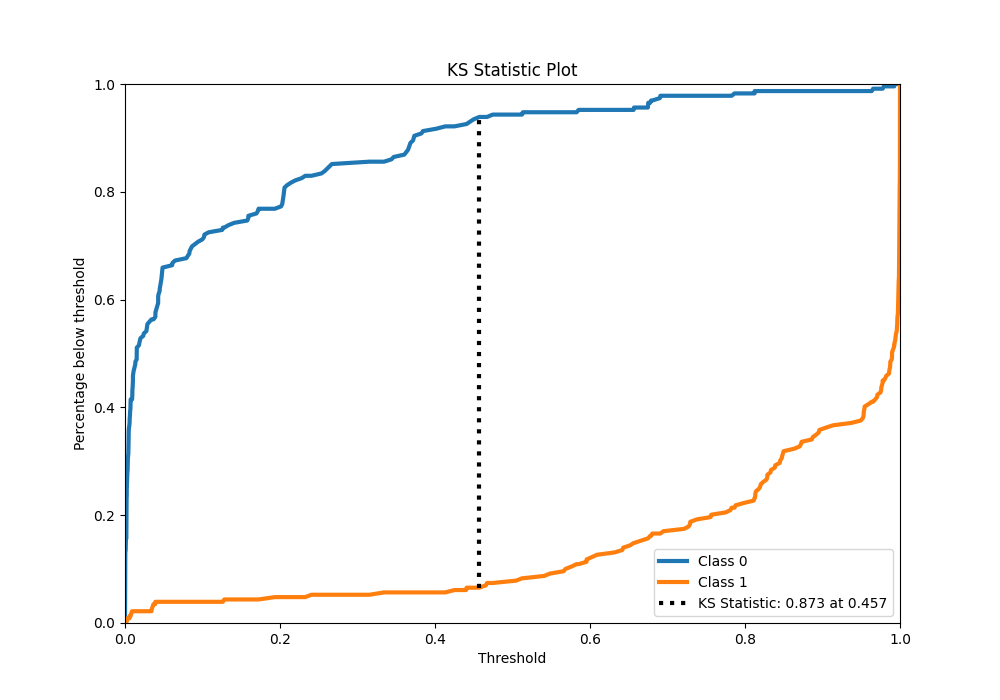 KS Statistic Plot
Percentage below threshold
1.0
0.8
0.6
0.4
0.2
0.0
0.0 0.2 0.4 0.6 0.8 1.0
Threshold
Class 0
Class 1
KS Statistic: 0.873 at 0.457